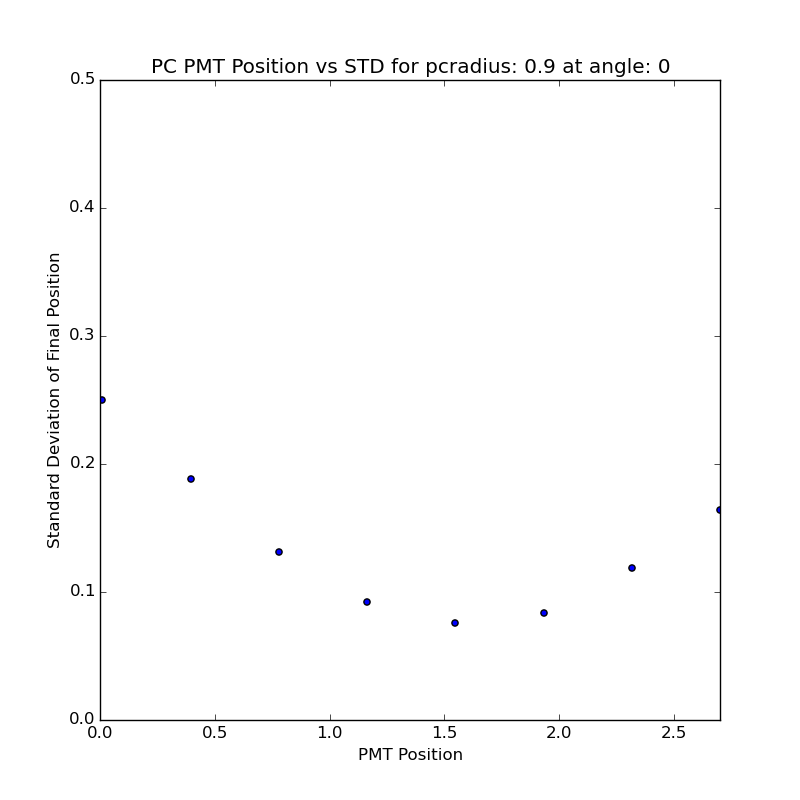 PC PMT Position vs STD for pcradius: 0.9 at angle: 0
0.5
0.4
0.3
0.2
0.1
0.0
Standard Deviation of Final Position
0.0 0.5 1.0 1.5 2.0 2.5
PMT Position